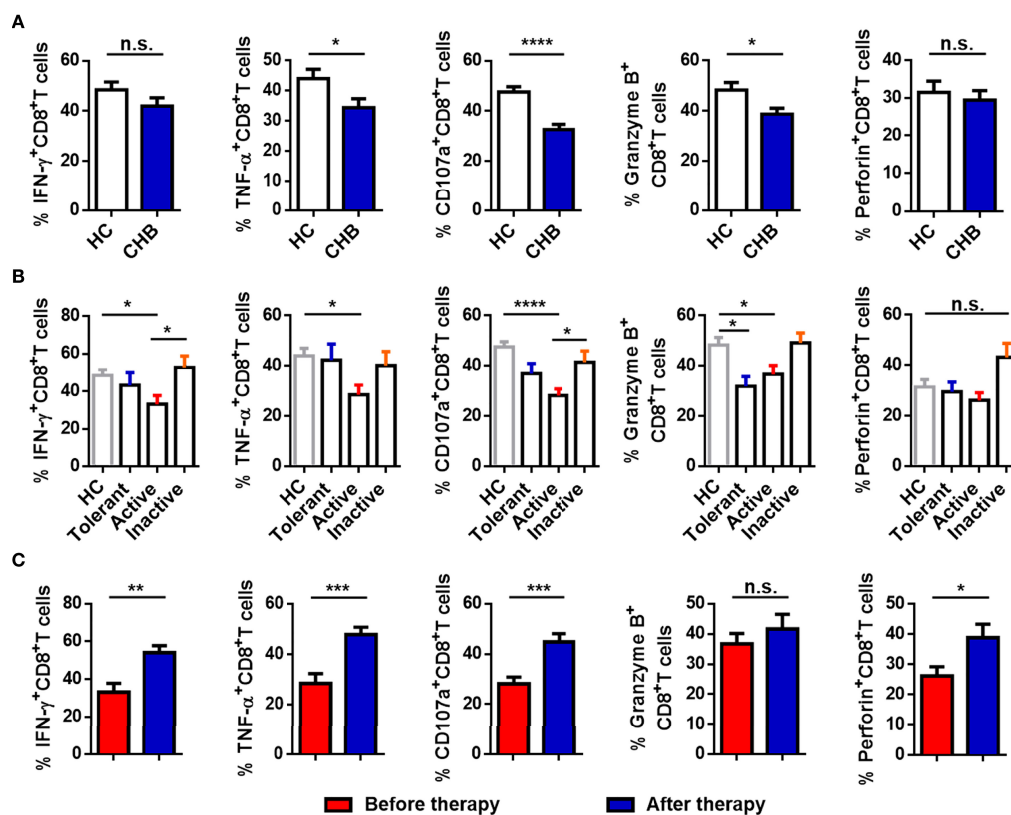 A
% IFN-γ⁺CD8⁺T cells
60
40
20
0
n.s.
HC
CHB
% TNF-α⁺CD8⁺T cells
50
40
30
20
10
0
*
HC
CHB
% CD107a⁺CD8⁺T cells
60
40
20
0
****
HC
CHB
% Granzyme B⁺
CD8⁺T cells
60
40
20
0
*
HC
CHB
% Perforin⁺CD8⁺T cells
40
30
20
10
0
n.s.
HC
CHB
B
% IFN-γ⁺CD8⁺T cells
80
60
40
20
0
*
*
HC
Tolerant
Active
Inactive
% TNF-α⁺CD8⁺T cells
60
40
20
0
*
HC
Tolerant
Active
Inactive
% CD107a⁺CD8⁺T cells
60
40
20
0
****
*
HC
Tolerant
Active
Inactive
% Granzyme B⁺
CD8⁺T cells
60
40
20
0
*
*
HC
Tolerant
Active
Inactive
% Perforin⁺CD8⁺T cells
60
40
20
0
n.s.
HC
Tolerant
Active
Inactive
C
% IFN-γ⁺CD8⁺T cells
80
60
40
20
0
**
% TNF-α⁺CD8⁺T cells
60
40
20
0
***
% CD107a⁺CD8⁺T cells
60
40
20
0
***
% Granzyme B⁺
CD8⁺T cells
50
40
30
20
10
0
n.s.
% Perforin⁺CD8⁺T cells
50
40
30
20
10
0
*
Before therapy
After therapy